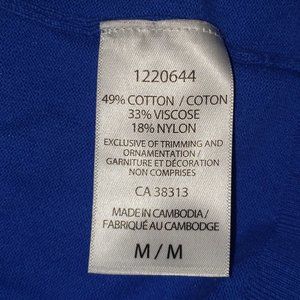 1220644
49% COTTON / COTON
33% VISCOSE
18% NYLON
EXCLUSIVE OF TRIMMING AND
ORNAMENTATION /
GARNITURE ET DÉCORATION
NON COMPRISES
CA 38313
MADE IN CAMBODIA /
FABRIQUÉ AU CAMBODGE
M / M